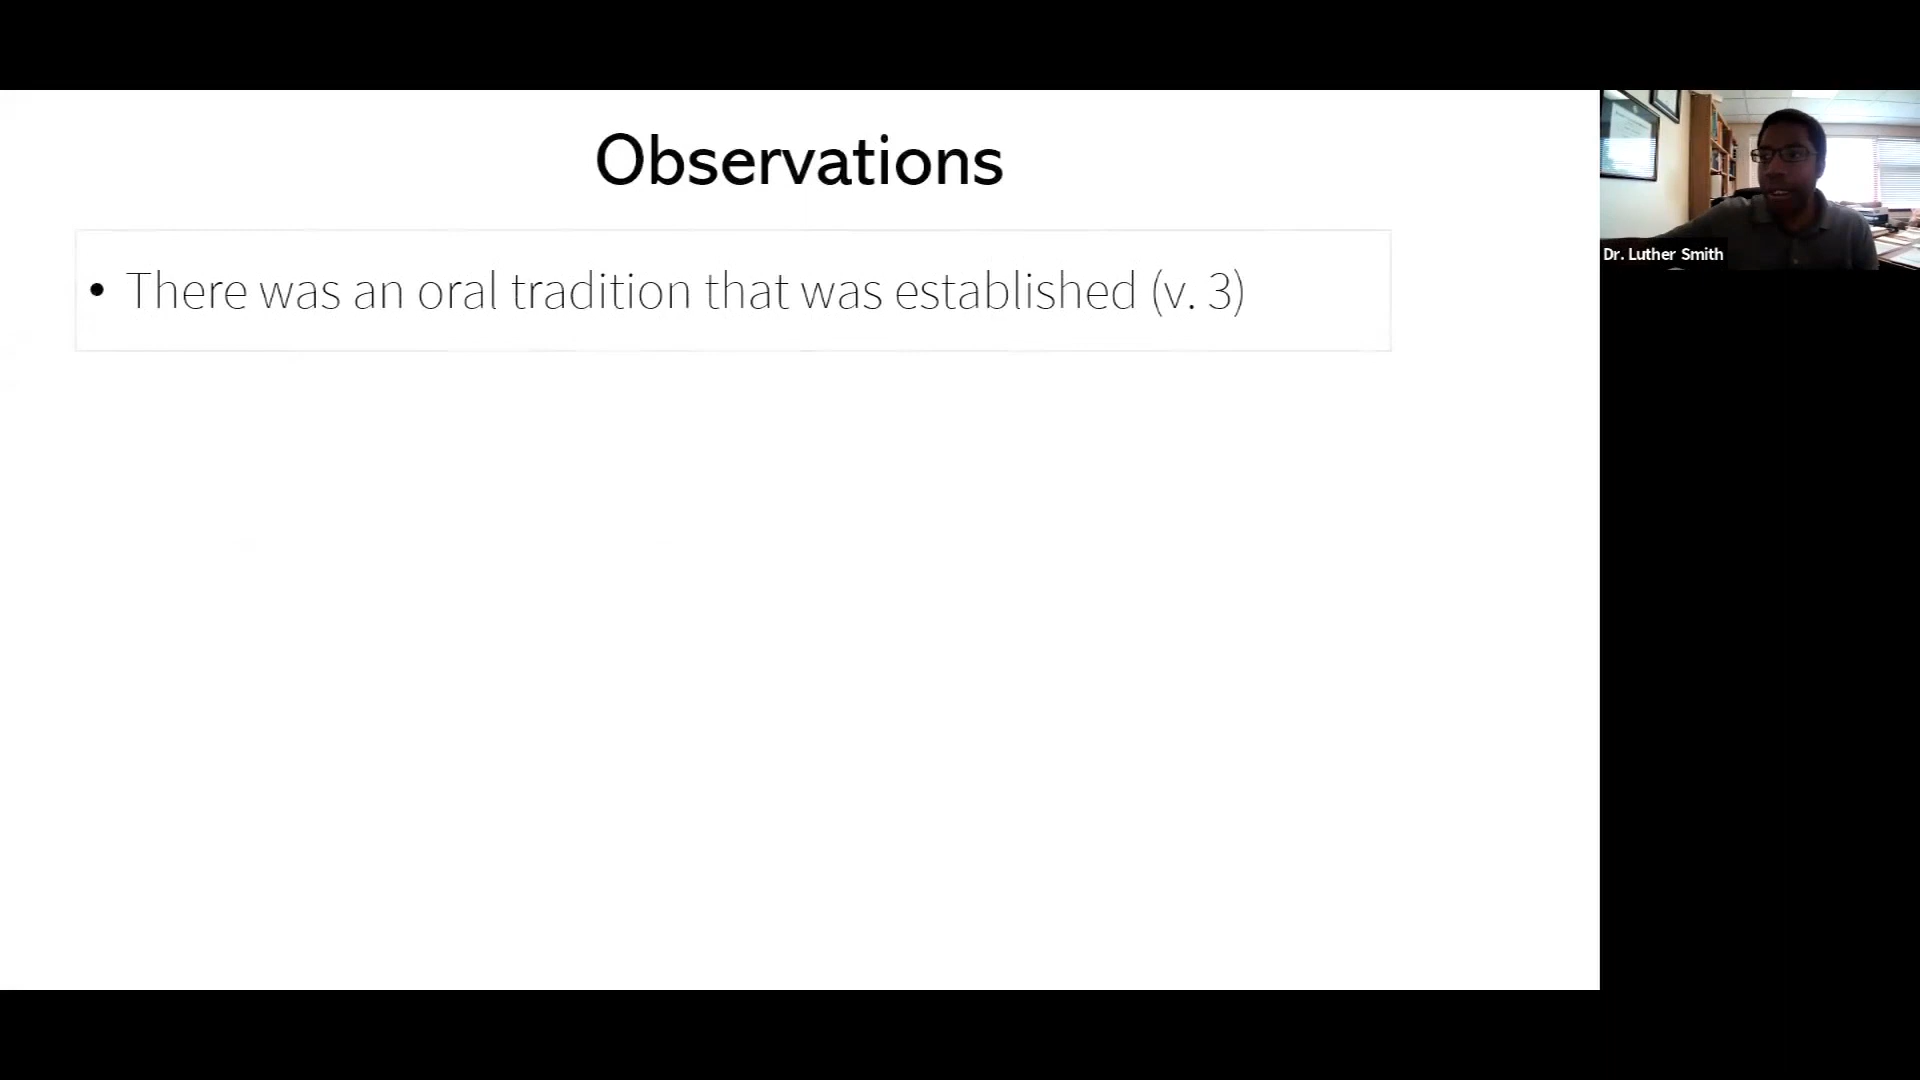 Observations
• There was an oral tradition that was established (v. 3)
Dr. Luther Smith